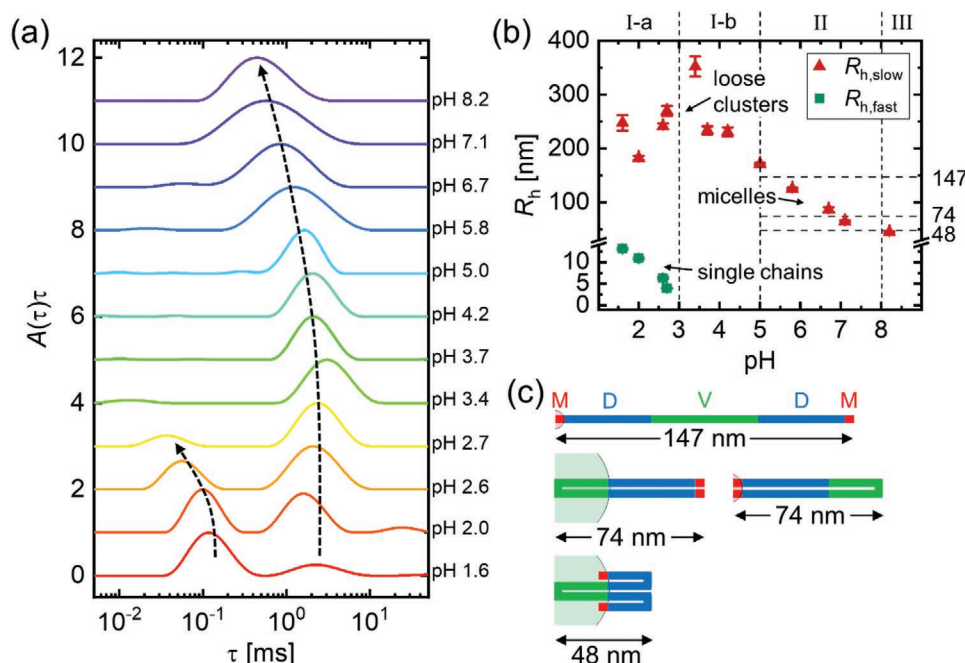 (a)
A(τ)τ
12
10
8
6
4
2
0
pH 8.2
pH 7.1
pH 6.7
pH 5.8
pH 5.0
pH 4.2
pH 3.7
pH 3.4
pH 2.7
pH 2.6
pH 2.0
pH 1.6
10⁻² 10⁻¹ 10⁰ 10¹
τ [ms]
(b)
I-a I-b II III
Rₕ [nm]
400
350
300
250
200
150
100
50
10
5
0
Rₕ,slow
Rₕ,fast
loose
clusters
micelles
single chains
147
74
48
1 2 3 4 5 6 7 8 9
pH
(c)
M D V D M
147 nm
74 nm 74 nm
48 nm